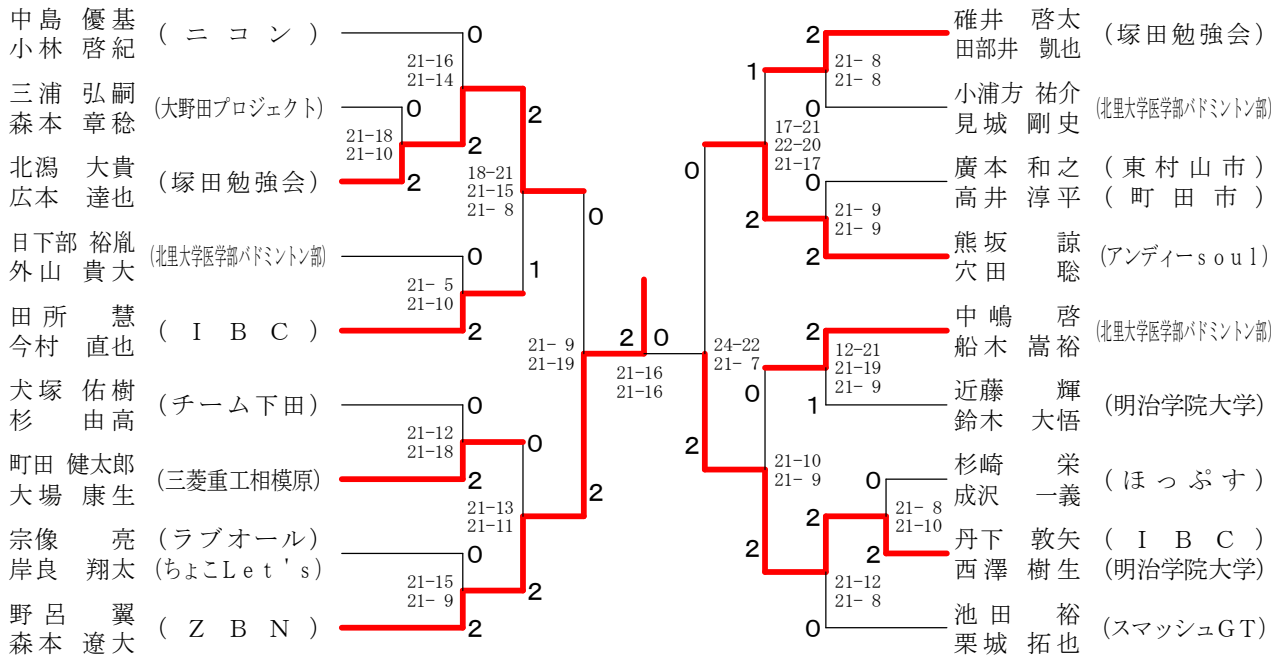 中島 優基
小林 啓紀
(ニコン)
0
21-16
21-14
三浦 弘嗣
森本 章稔
(大野田プロジェクト)
0
21-18
21-10
2
2
北潟 大貴
広本 達也
(塚田勉強会)
2
18-21
21-15
21- 8
0
日下部 裕胤
外山 貴大
(北里大学医学部バドミントン部)
0
21- 5
21-10
1
田所 慧
今村 直也
(IBC)
2
21- 9
21-19
犬塚 佑樹
杉 由高
(チーム下田)
0
21-12
21-18
0
町田 健太郎
大場 康生
(三菱重工相模原)
2
21-13
21-11
2
宗像 亮
岸良 翔太
(ラブオール)
(ちょこLet's)
0
21-15
21- 9
2
野呂 翼
森本 遼大
(ZBN)
2
2
0
21-16
21-16
碓井 啓太
田部井 凱也
(塚田勉強会)
2
21- 8
21- 8
1
小浦方 祐介
見城 剛史
(北里大学医学部バドミントン部)
0
17-21
22-20
21-17
0
廣本 和之
高井 淳平
(東村山市)
(町田市)
0
21- 9
21- 9
2
熊坂 諒
穴田 聡
(アンディーsoul)
2
24-22
21- 7
中嶋 啓
船木 嵩裕
(北里大学医学部バドミントン部)
2
12-21
21-19
21- 9
0
近藤 輝
鈴木 大悟
(明治学院大学)
1
2
21-10
21- 9
杉崎 栄
成沢 一義
(ほっぷす)
0
21- 8
21-10
2
2
丹下 敦矢
西澤 樹生
(IBC)
(明治学院大学)
2
21-12
21- 8
池田 裕
栗城 拓也
(スマッシュGT)
0